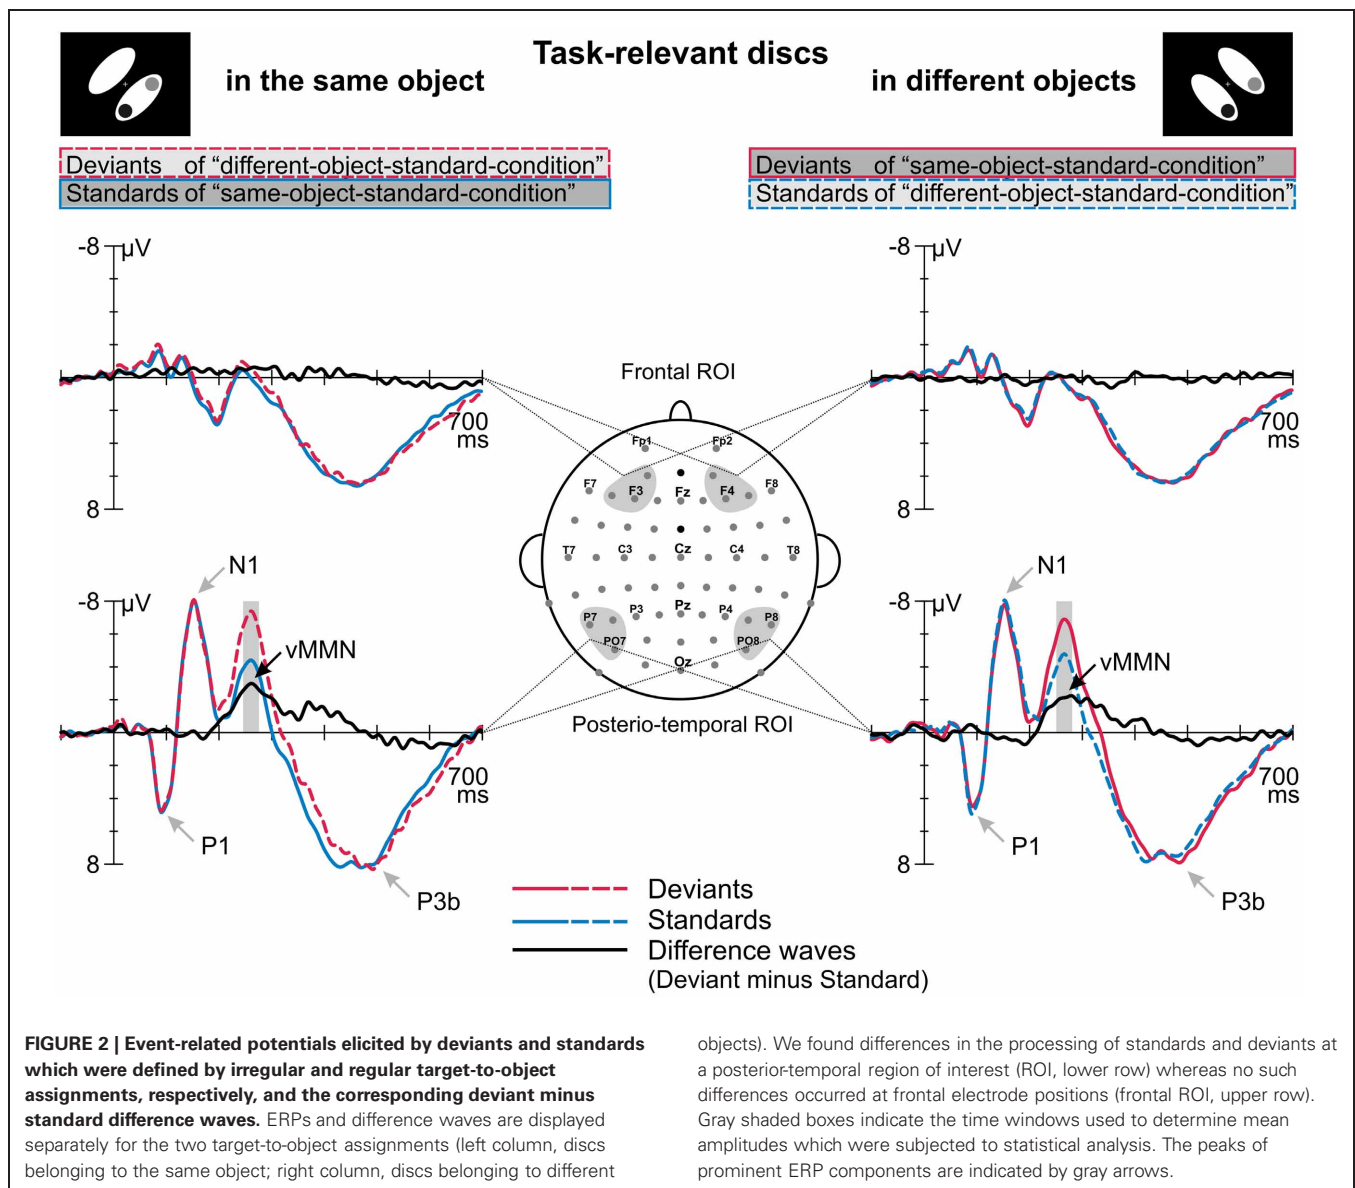 Task-relevant discs
in the same object
in different objects
Deviants of “different-object-standard-condition”
Standards of “same-object-standard-condition”
Deviants of “same-object-standard-condition”
Standards of “different-object-standard-condition”
-8 µV
700
ms
8
-8 µV
700
ms
8
Frontal ROI
Fp1 Fp2
F7 F3 Fz F4 F8
T7 C3 Cz C4 T8
P7 P3 Pz P4 P8
PO7 Oz PO8
Posterio-temporal ROI
-8 µV
N1
vMMN
700
ms
P1
8
P3b
-8 µV
N1
vMMN
700
ms
P1
8
P3b
Deviants
Standards
Difference waves
(Deviant minus Standard)
FIGURE 2 | Event-related potentials elicited by deviants and standards
which were defined by irregular and regular target-to-object
assignments, respectively, and the corresponding deviant minus
standard difference waves. ERPs and difference waves are displayed
separately for the two target-to-object assignments (left column, discs
belonging to the same object; right column, discs belonging to different
objects). We found differences in the processing of standards and deviants at
a posterior-temporal region of interest (ROI, lower row) whereas no such
differences occurred at frontal electrode positions (frontal ROI, upper row).
Gray shaded boxes indicate the time windows used to determine mean
amplitudes which were subjected to statistical analysis. The peaks of
prominent ERP components are indicated by gray arrows.